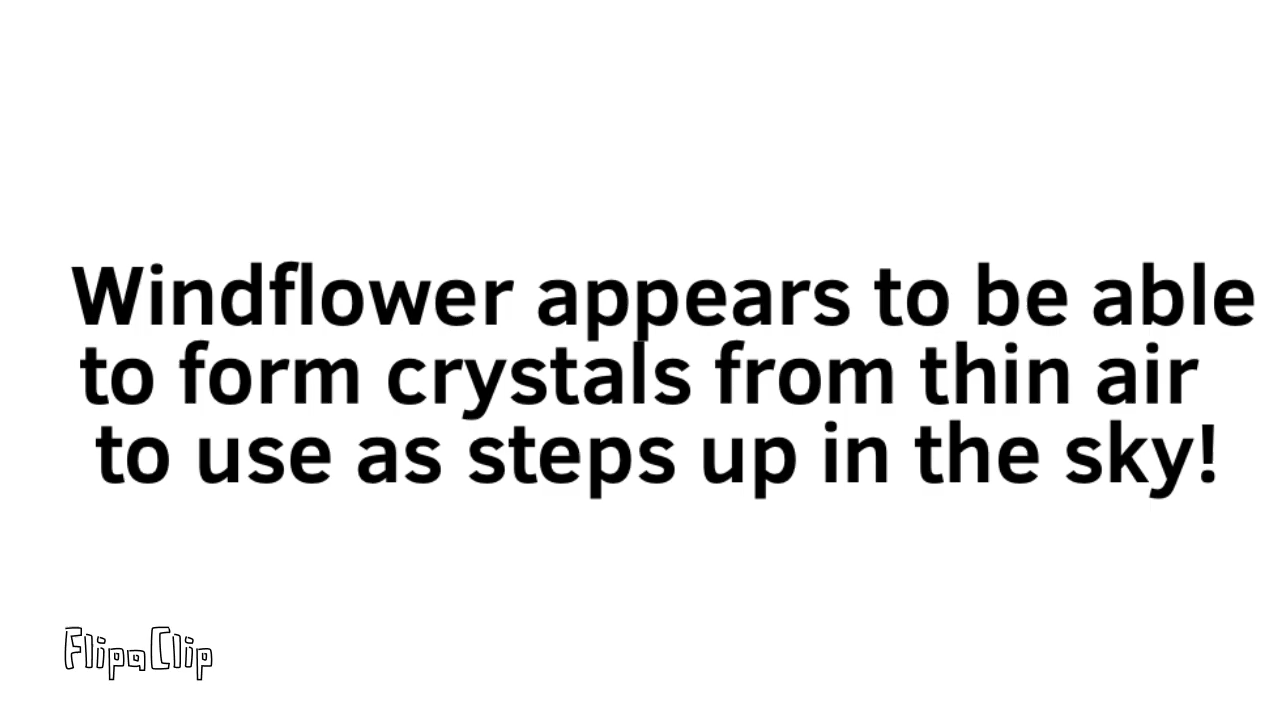 Windflower appears to be able
to form crystals from thin air
to use as steps up in the sky!
FlipaClip